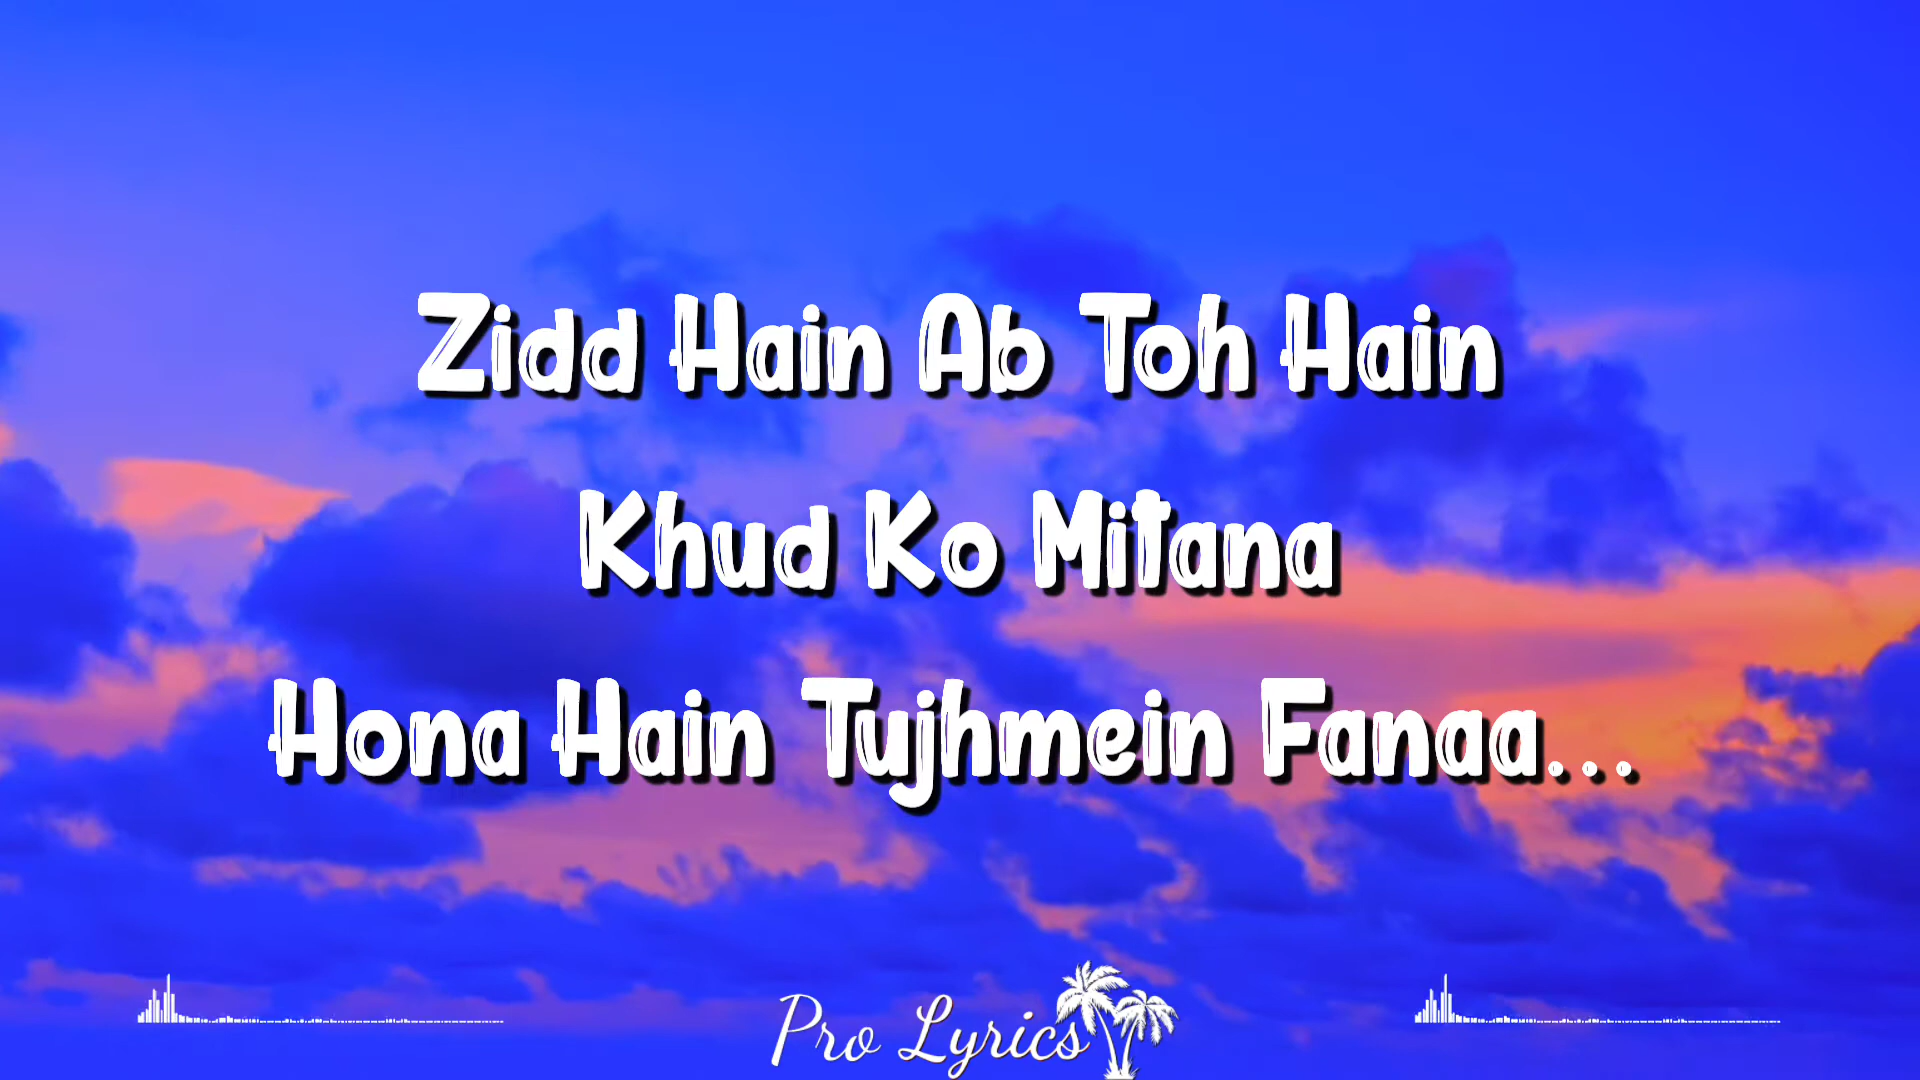 Zidd Hain Ab Toh Hain
Khud Ko Mitana
Hona Hain Tujhmein Fanaa...
Pro Lyrics